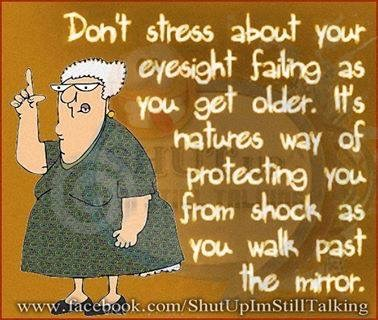 Don't stress about your
eyesight failing as
you get older. It's
natures way of
protecting you
from shock as
you walk past
the mirror.
www.facebook.com/ShutUpImStillTalking